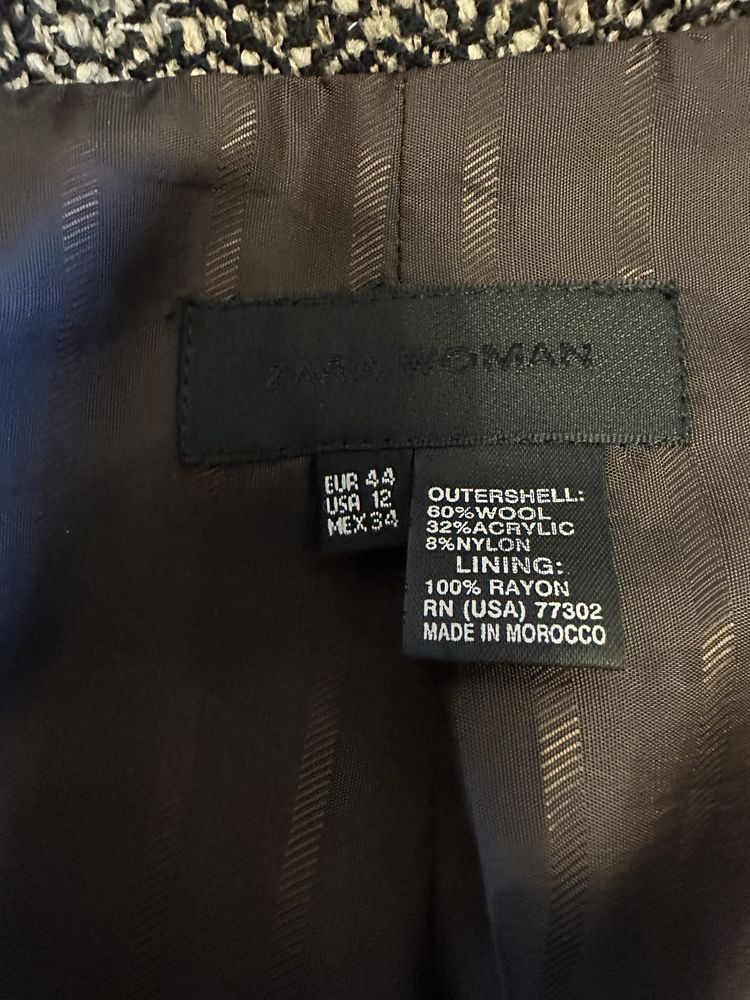 ZARA WOMAN
EUR 44
USA 12
MEX 34
OUTERSHELL:
60%WOOL
32%ACRYLIC
8%NYLON
LINING:
100% RAYON
RN (USA) 77302
MADE IN MOROCCO